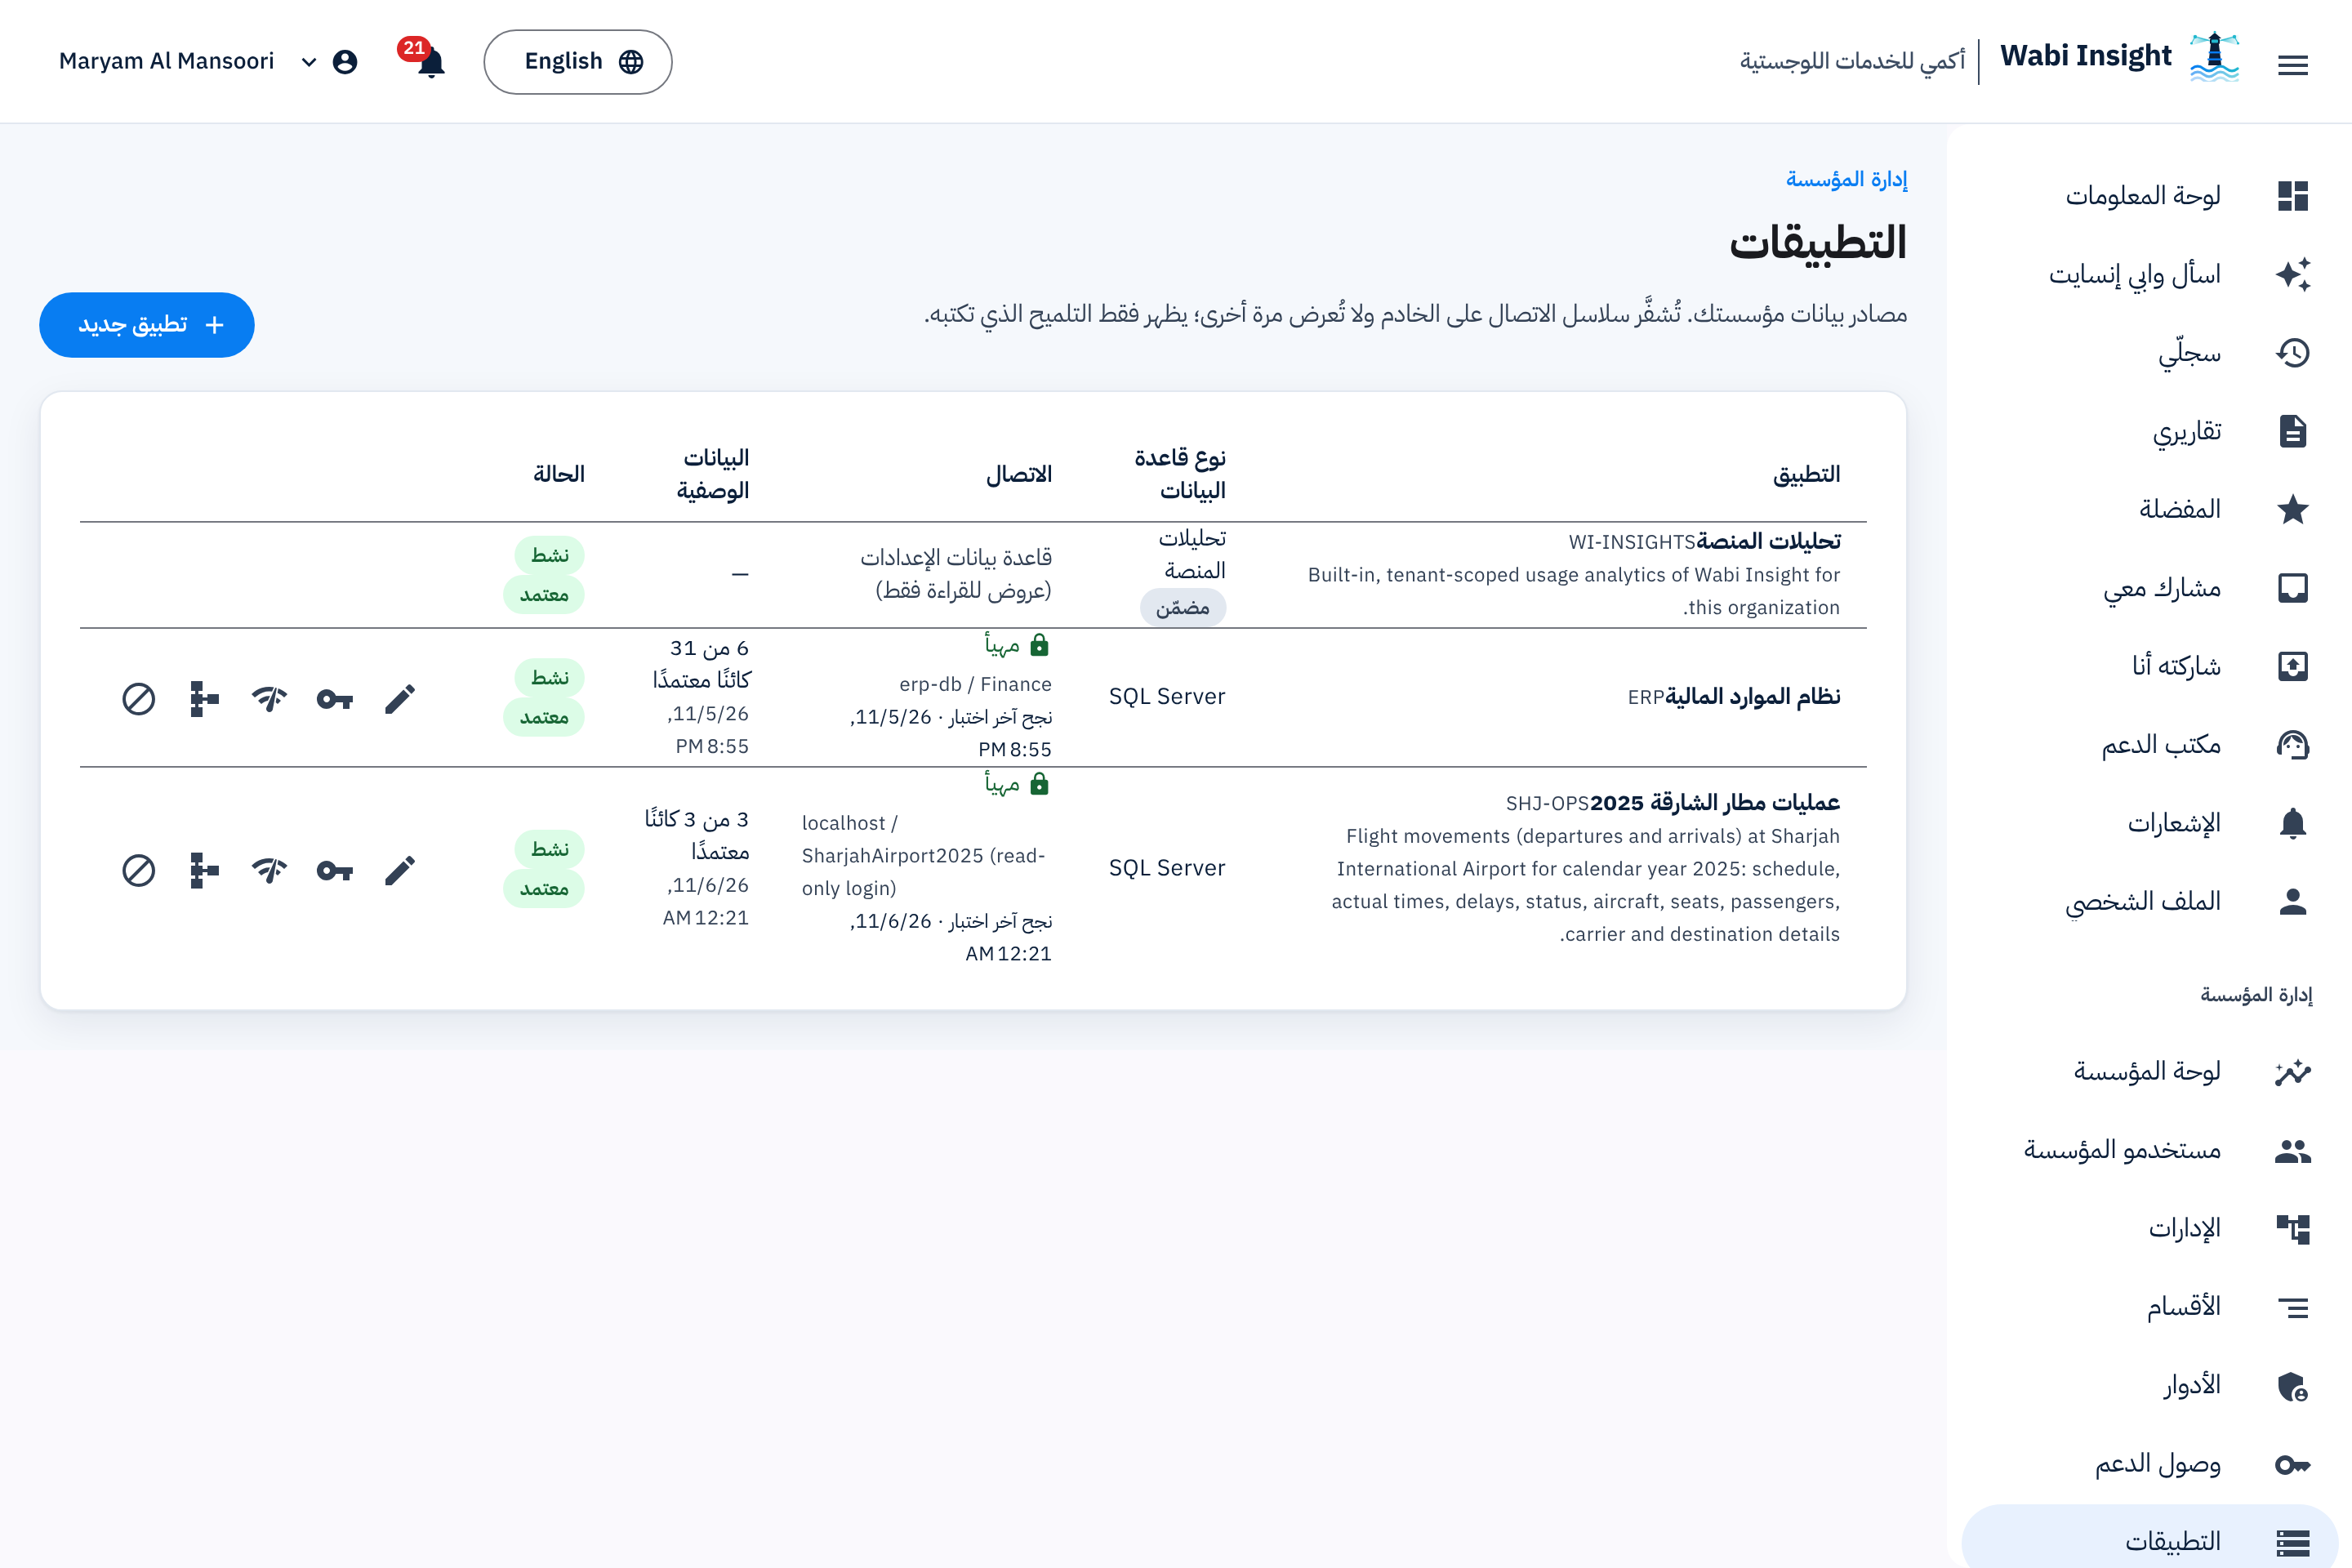 Wabi Insight
أكمي للخدمات اللوجستية
English
21
Maryam Al Mansoori
لوحة المعلومات
اسأل وابي إنسايت
سجلّي
تقاريري
المفضلة
مشارك معي
شاركته أنا
مكتب الدعم
الإشعارات
الملف الشخصي
إدارة المؤسسة
لوحة المؤسسة
مستخدمو المؤسسة
الإدارات
الأقسام
الأدوار
وصول الدعم
التطبيقات
إدارة المؤسسة
التطبيقات
مصادر بيانات مؤسستك. تُشفَّر سلاسل الاتصال على الخادم ولا تُعرض مرة أخرى؛ يظهر فقط التلميح الذي تكتبه.
تطبيق جديد
التطبيق
نوع قاعدة
البيانات
الاتصال
البيانات
الوصفية
الحالة
تحليلات المنصةWI-INSIGHTS
Built-in, tenant-scoped usage analytics of Wabi Insight for
this organization.
تحليلات
المنصة
مضمّن
قاعدة بيانات الإعدادات
(عروض للقراءة فقط)
—
نشط
معتمد
نظام الموارد الماليةERP
SQL Server
مهيأ
erp-db / Finance
نجح آخر اختبار · 11/5/26,
8:55 PM
6 من 31
كائنًا معتمدًا
11/5/26,
8:55 PM
نشط
معتمد
عمليات مطار الشارقة 2025SHJ-OPS
Flight movements (departures and arrivals) at Sharjah
International Airport for calendar year 2025: schedule,
actual times, delays, status, aircraft, seats, passengers,
carrier and destination details.
SQL Server
مهيأ
localhost /
SharjahAirport2025 (read-
only login)
نجح آخر اختبار · 11/6/26,
12:21 AM
3 من 3 كائنًا
معتمدًا
11/6/26,
12:21 AM
نشط
معتمد